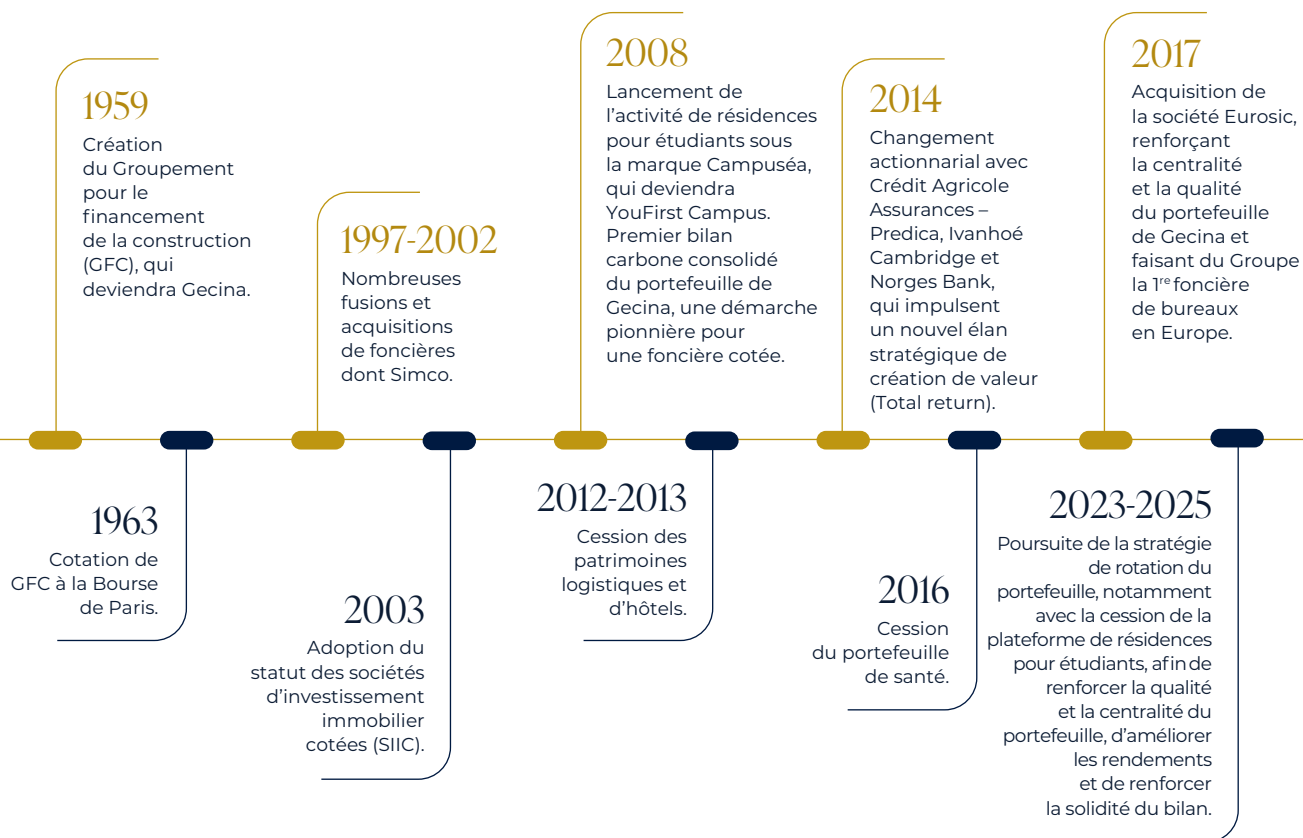 1959
Création
du Groupement
pour le
financement
de la construction
(GFC), qui
deviendra Gecina.
1963
Cotation de
GFC à la Bourse
de Paris.
1997-2002
Nombreuses
fusions et
acquisitions
de foncières
dont Simco.
2003
Adoption du
statut des sociétés
d’investissement
immobilier
cotées (SIIC).
2008
Lancement de
l’activité de résidences
pour étudiants sous
la marque Campuséa,
qui deviendra
YouFirst Campus.
Premier bilan
carbone consolidé
du portefeuille de
Gecina, une démarche
pionnière pour
une foncière cotée.
2012-2013
Cession des
patrimoines
logistiques et
d’hôtels.
2014
Changement
actionnarial avec
Crédit Agricole
Assurances –
Predica, Ivanhoé
Cambridge et
Norges Bank,
qui impulsent
un nouvel élan
stratégique de
création de valeur
(Total return).
2016
Cession
du portefeuille
de santé.
2017
Acquisition de
la société Eurosic,
renforçant
la centralité
et la qualité
du portefeuille
de Gecina et
faisant du Groupe
la 1re foncière
de bureaux
en Europe.
2023-2025
Poursuite de la stratégie
de rotation du
portefeuille, notamment
avec la cession de la
plateforme de résidences
pour étudiants, afin de
renforcer la qualité
et la centralité du
portefeuille, d’améliorer
les rendements
et de renforcer
la solidité du bilan.